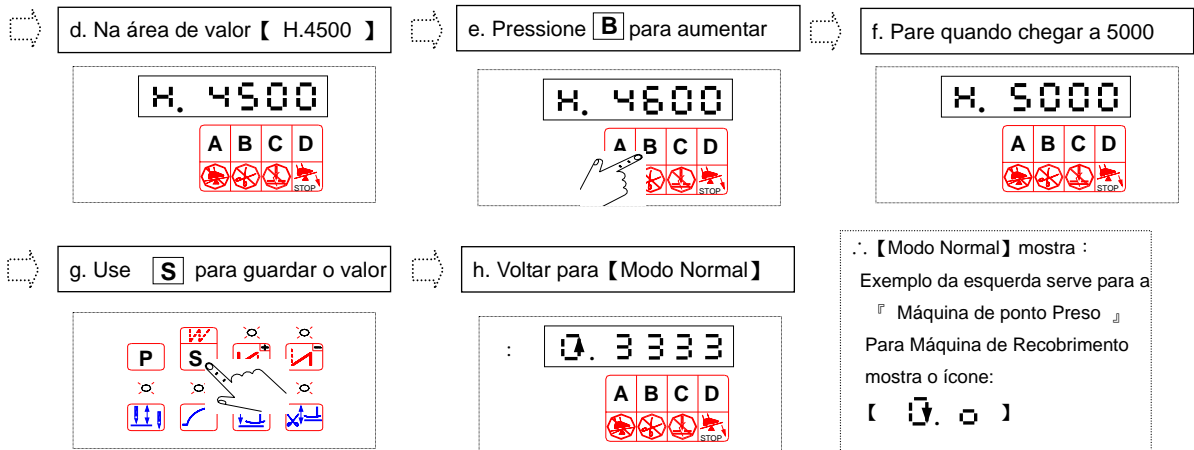 d. Na área de valor【 H.4500 】
e. Pressione B para aumentar
f. Pare quando chegar a 5000
H. 4500
A B C D
STOP
H. 4600
A B C D
STOP
H. 5000
A B C D
STOP
g. Use S para guardar o valor
h. Voltar para【Modo Normal】
P
S
:
. 3333
A B C D
STOP
∴【Modo Normal】mostra：
Exemplo da esquerda serve para a
『 Máquina de ponto Preso 』
Para Máquina de Recobrimento
mostra o ícone:
【 . o 】